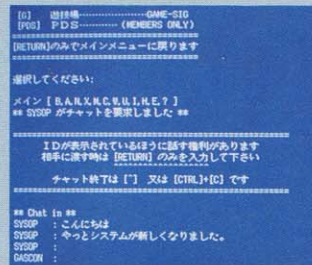 [G] 遊技場-----------------GAME-SIG
[PDS] PDS------------ (MEMBERS ONLY)
================================================
[RETURN]のみでメインメニューに戻ります
================================================
選択してください:
メイン [ B,A,N,X,M,C,V,U,I,H,E,? ]
** SYSOP がチャットを要求しました **
================================================
IDが表示されているほうに話す権利があります
相手に渡す時は [RETURN] のみを入力して下さい
チャット終了は [^] 又は [CTRL]+[C] です
================================================
** Chat in **
SYSOP : こんにちは
SYSOP : やっとシステムが新しくなりました。
SYSOP :
GASCON :